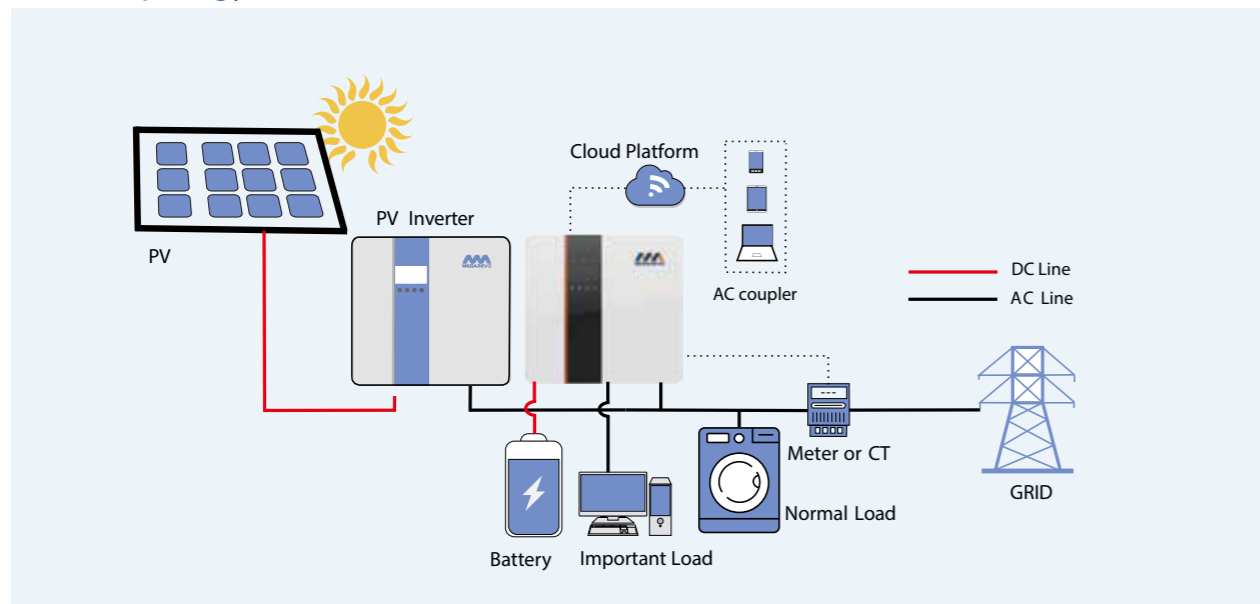 Cloud Platform
PV Inverter
PV
MEGAREVO
AC coupler
DC Line
AC Line
Meter or CT
GRID
Normal Load
Battery
Important Load